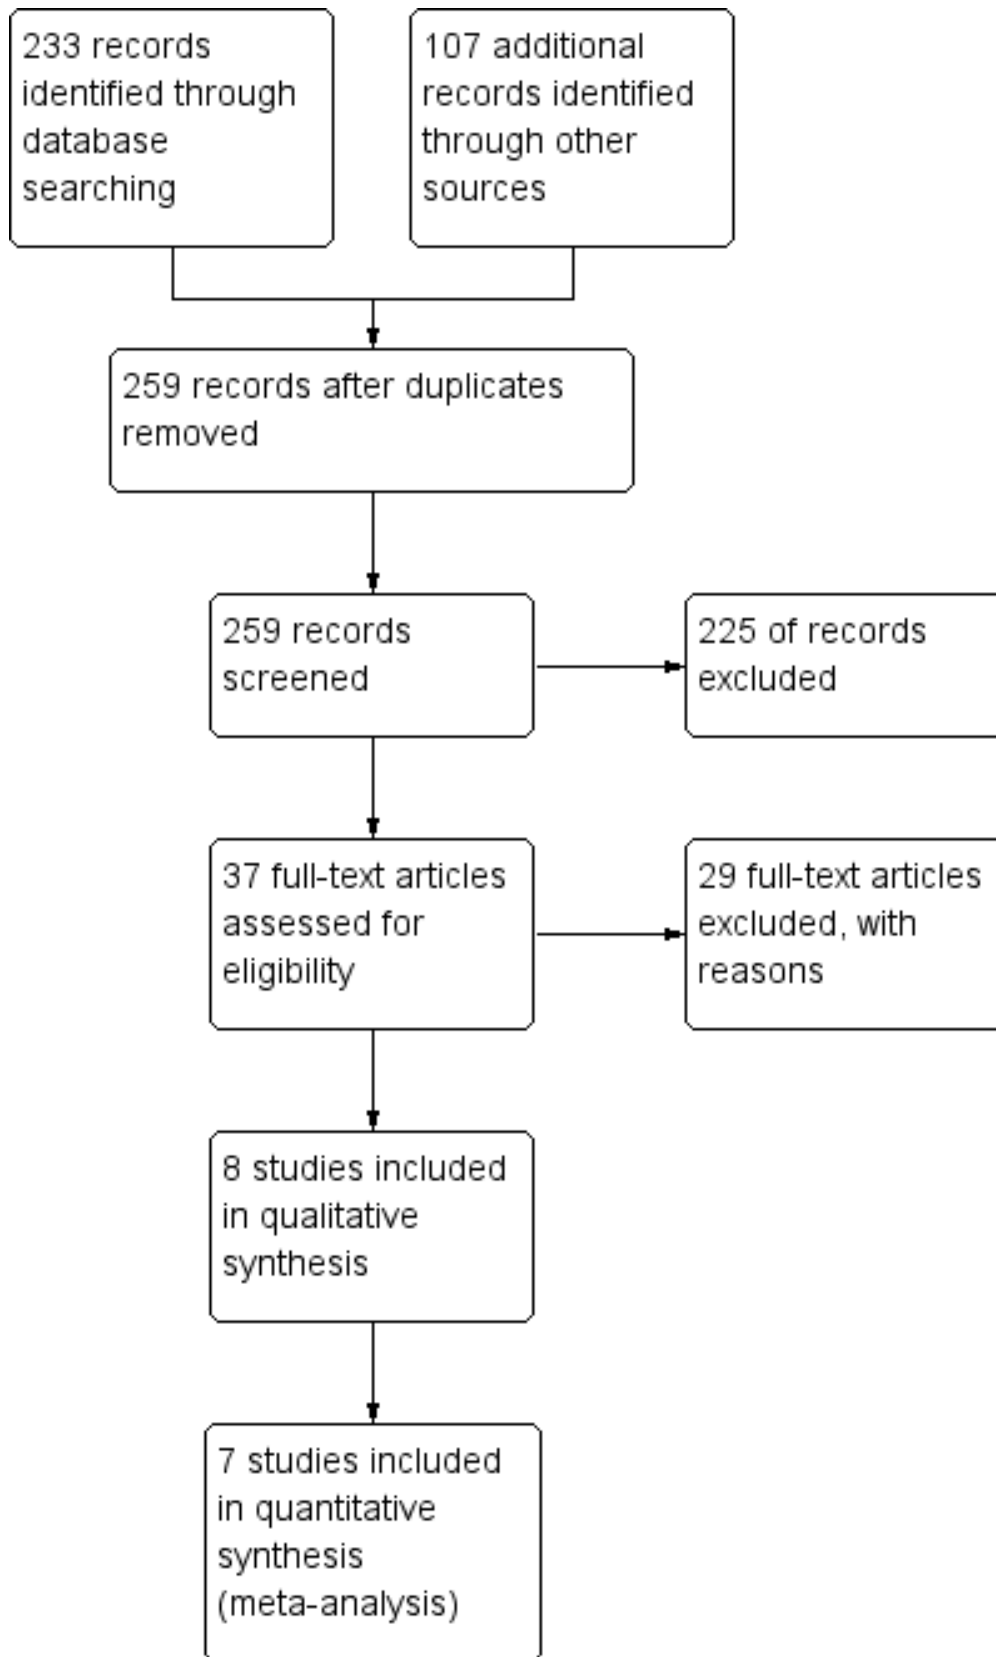 233 records
identified through
database
searching
107 additional
records identified
through other
sources
259 records after duplicates
removed
259 records
screened
225 of records
excluded
37 full-text articles
assessed for
eligibility
29 full-text articles
excluded, with
reasons
8 studies included
in qualitative
synthesis
7 studies included
in quantitative
synthesis
(meta-analysis)